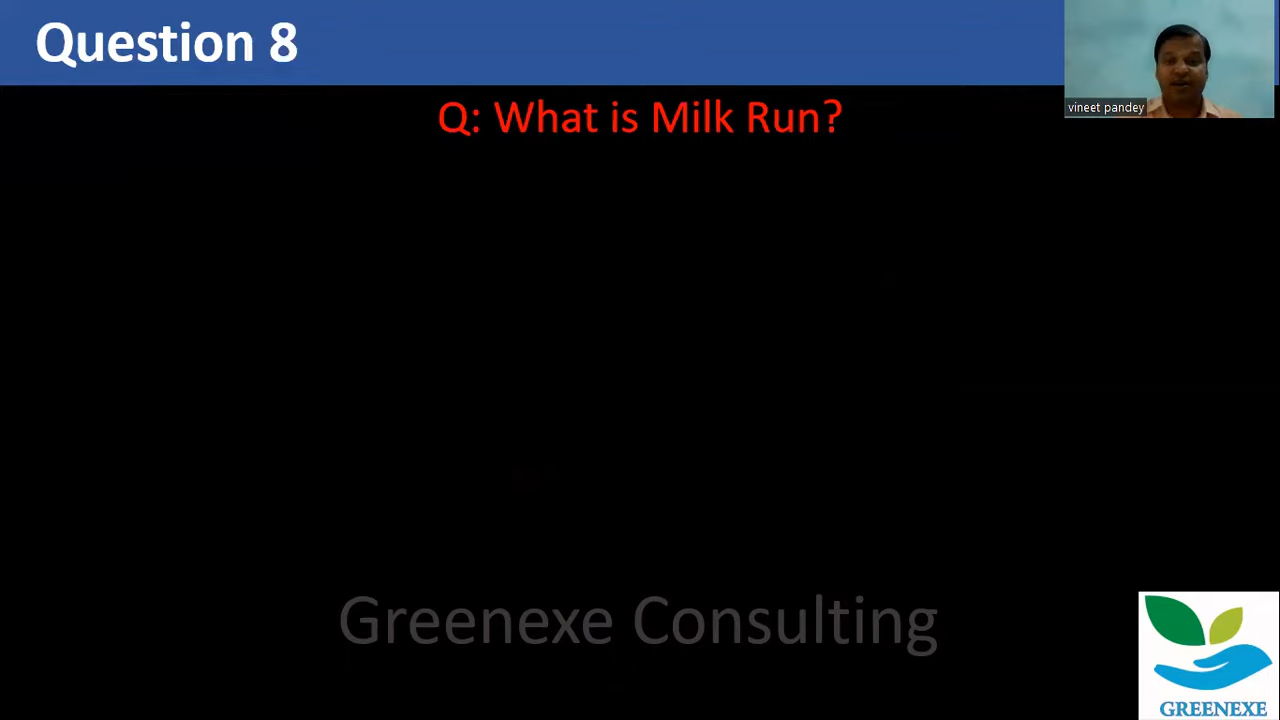 Question 8
vineet pandey
Q: What is Milk Run?
Greenexe Consulting
GREENEXE